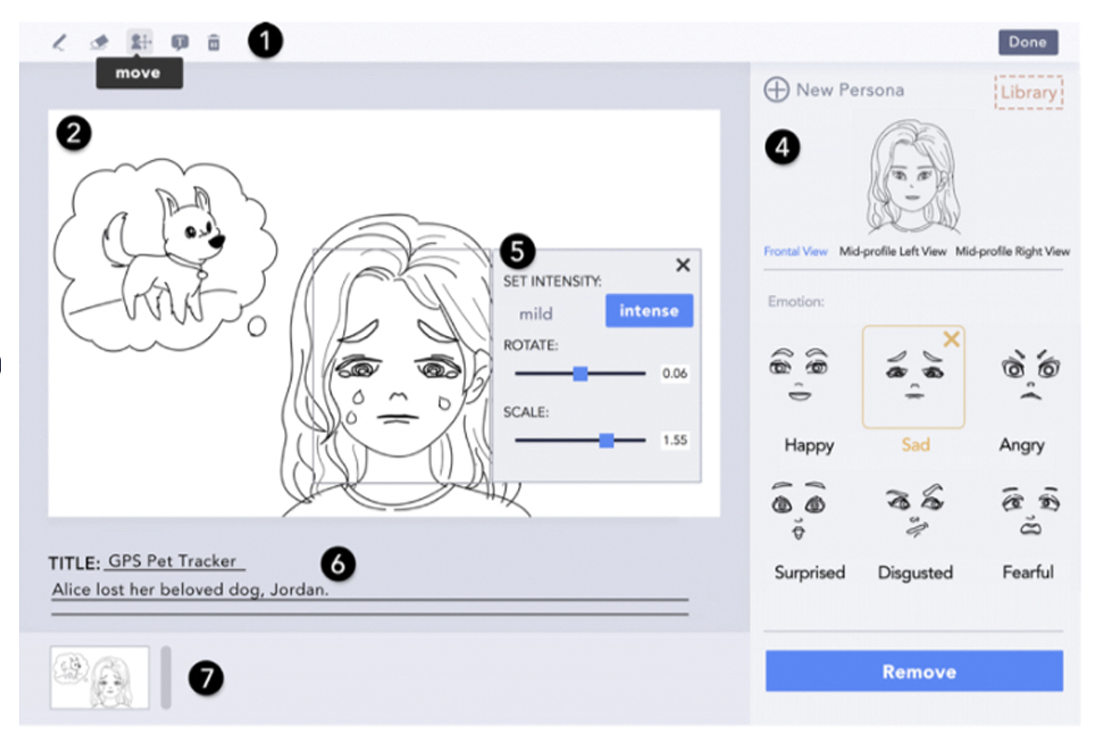 1
Done
move
New Persona
Library
2
4
5
Frontal View Mid-profile Left View Mid-profile Right View
SET INTENSITY:
mild intense
Emotion:
ROTATE:
0.06
SCALE:
1.55
Happy Sad Angry
TITLE: GPS Pet Tracker
6
Alice lost her beloved dog, Jordan.
Surprised Disgusted Fearful
7
Remove